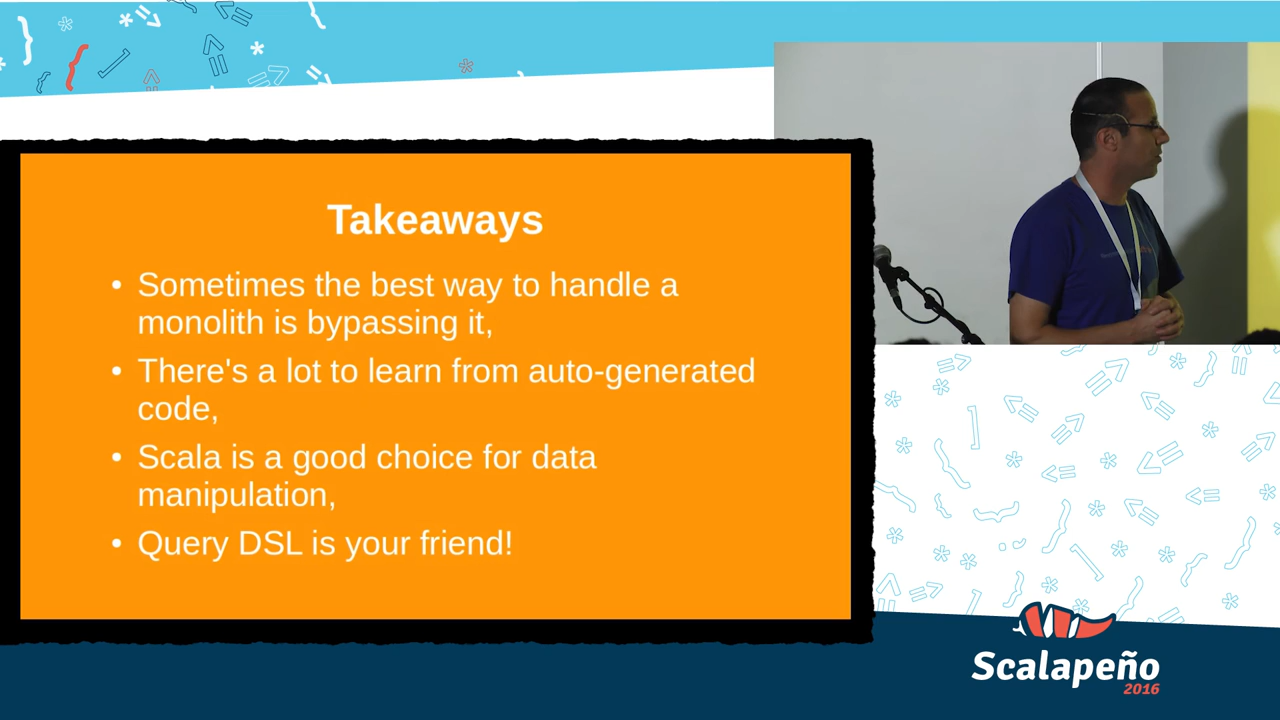 Takeaways
• Sometimes the best way to handle a
monolith is bypassing it,
• There's a lot to learn from auto-generated
code,
• Scala is a good choice for data
manipulation,
• Query DSL is your friend!
Scalapeño
2016